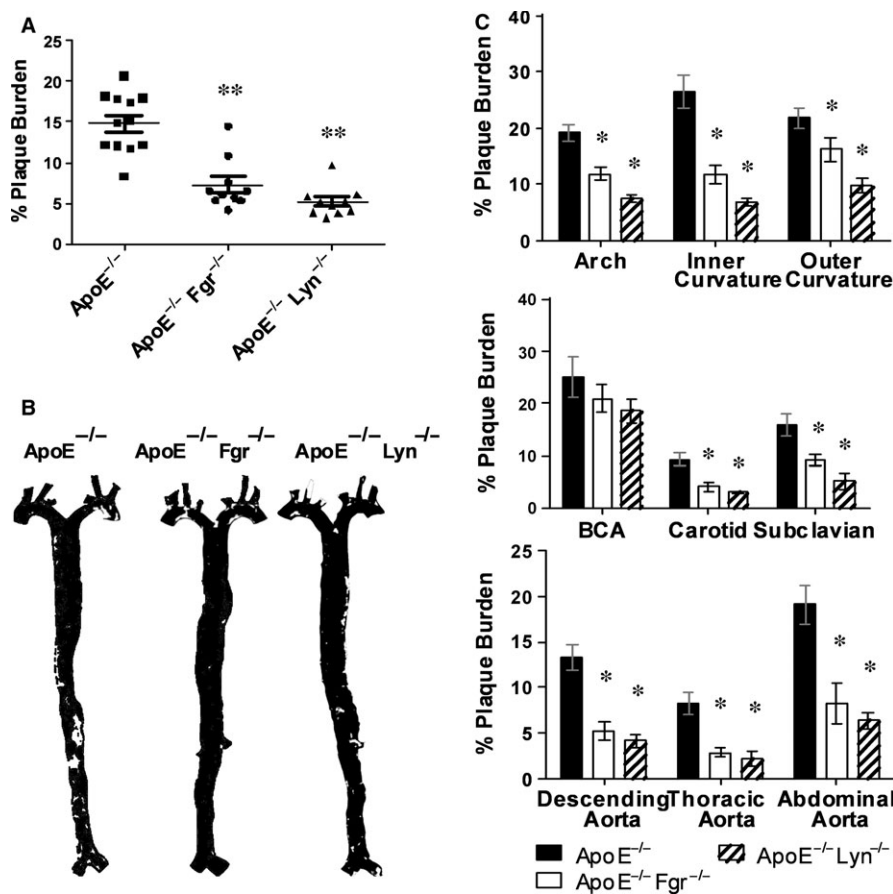 A
% Plaque Burden
25
20
15
10
5
0
**
**
ApoE⁻/⁻
ApoE⁻/⁻ Fgr⁻/⁻
ApoE⁻/⁻ Lyn⁻/⁻
B
ApoE⁻/⁻ ApoE⁻/⁻ Fgr⁻/⁻ ApoE⁻/⁻ Lyn⁻/⁻
C
% Plaque Burden
40
30
20
10
0
* * * * * *
Arch Inner Outer
Curvature Curvature
% Plaque Burden
40
30
20
10
0
* * * *
BCA Carotid Subclavian
% Plaque Burden
20
15
10
5
0
* * * * * *
Descending Thoracic Abdominal
Aorta Aorta Aorta
ApoE⁻/⁻ ApoE⁻/⁻ Lyn⁻/⁻
ApoE⁻/⁻ Fgr⁻/⁻